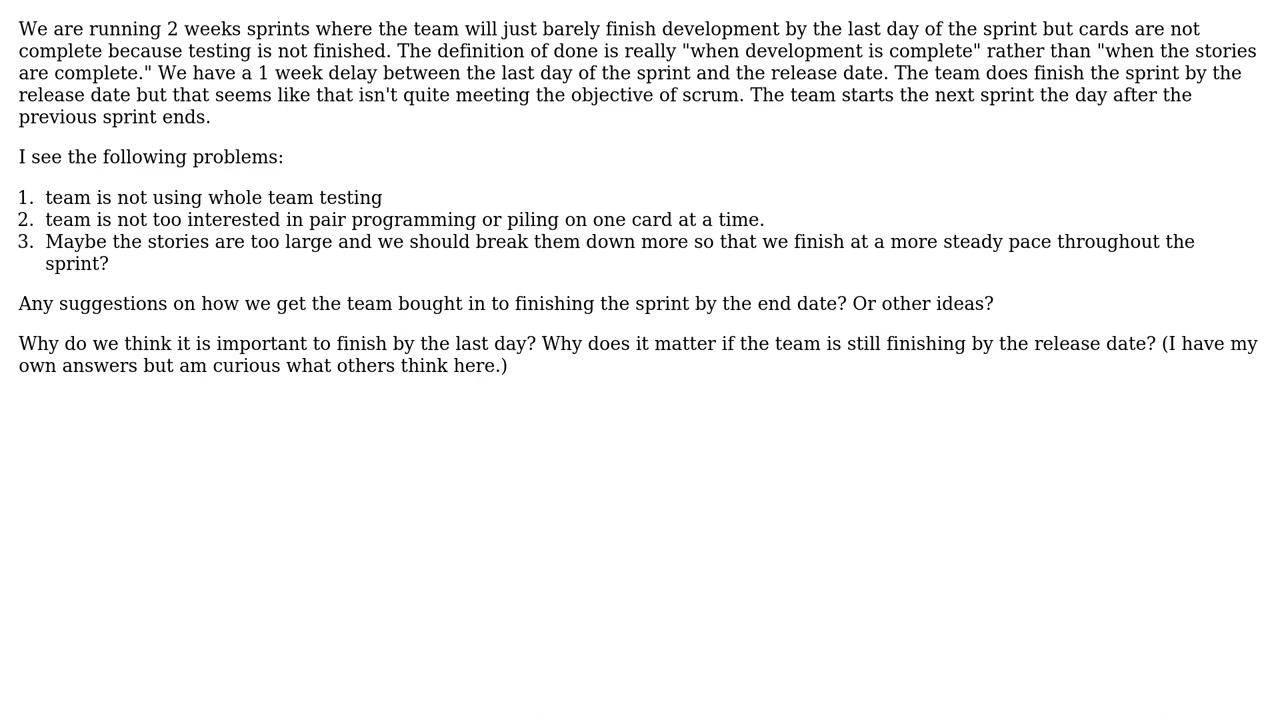 We are running 2 weeks sprints where the team will just barely finish development by the last day of the sprint but cards are not
complete because testing is not finished. The definition of done is really "when development is complete" rather than "when the stories
are complete." We have a 1 week delay between the last day of the sprint and the release date. The team does finish the sprint by the
release date but that seems like that isn't quite meeting the objective of scrum. The team starts the next sprint the day after the
previous sprint ends.
I see the following problems:
1. team is not using whole team testing
2. team is not too interested in pair programming or piling on one card at a time.
3. Maybe the stories are too large and we should break them down more so that we finish at a more steady pace throughout the
sprint?
Any suggestions on how we get the team bought in to finishing the sprint by the end date? Or other ideas?
Why do we think it is important to finish by the last day? Why does it matter if the team is still finishing by the release date? (I have my
own answers but am curious what others think here.)